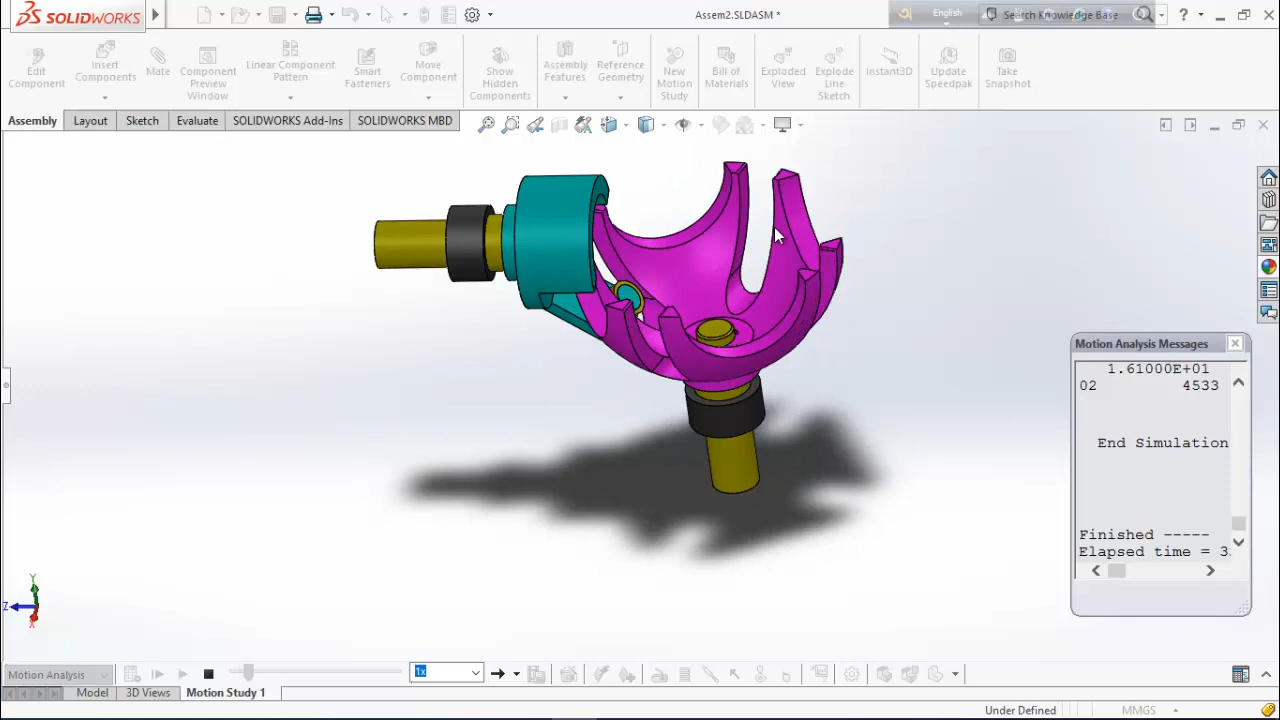 SOLIDWORKS
Assem2.SLDASM *
English
Search Knowledge Base
?
Edit
Component
Insert
Components
Mate
Component
Preview
Window
Linear Component
Pattern
Smart
Fasteners
Move
Component
Show
Hidden
Components
Assembly
Features
Reference
Geometry
New
Motion
Study
Bill of
Materials
Exploded
View
Explode
Line
Sketch
Instant3D
Update
Speedpak
Take
Snapshot
Assembly
Layout
Sketch
Evaluate
SOLIDWORKS Add-Ins
SOLIDWORKS MBD
Motion Analysis Messages
1.61000E+01
02 4533
End Simulation
Finished -----
Elapsed time = 3
Y
Z
X
Motion Analysis
1x
Model
3D Views
Motion Study 1
Under Defined
MMGS